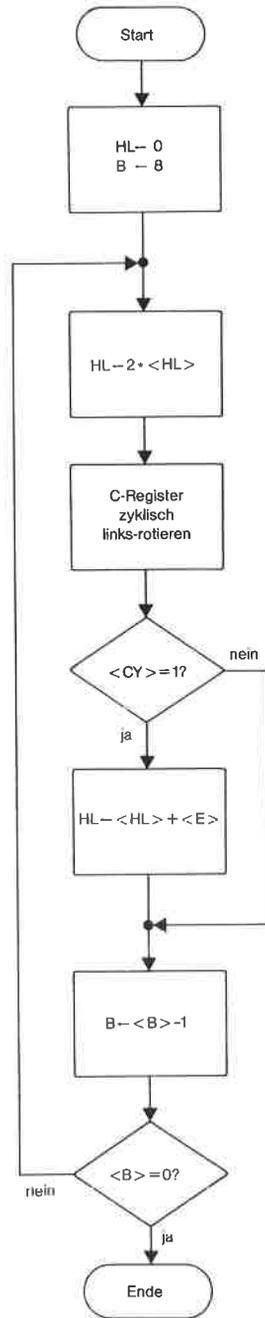 Start
HL← 0
B ← 8
HL←2*<HL>
C-Register
zyklisch
links-rotieren
<CY>=1?
nein
ja
HL←<HL>+<E>
B←<B>-1
<B>=0?
nein
ja
Ende